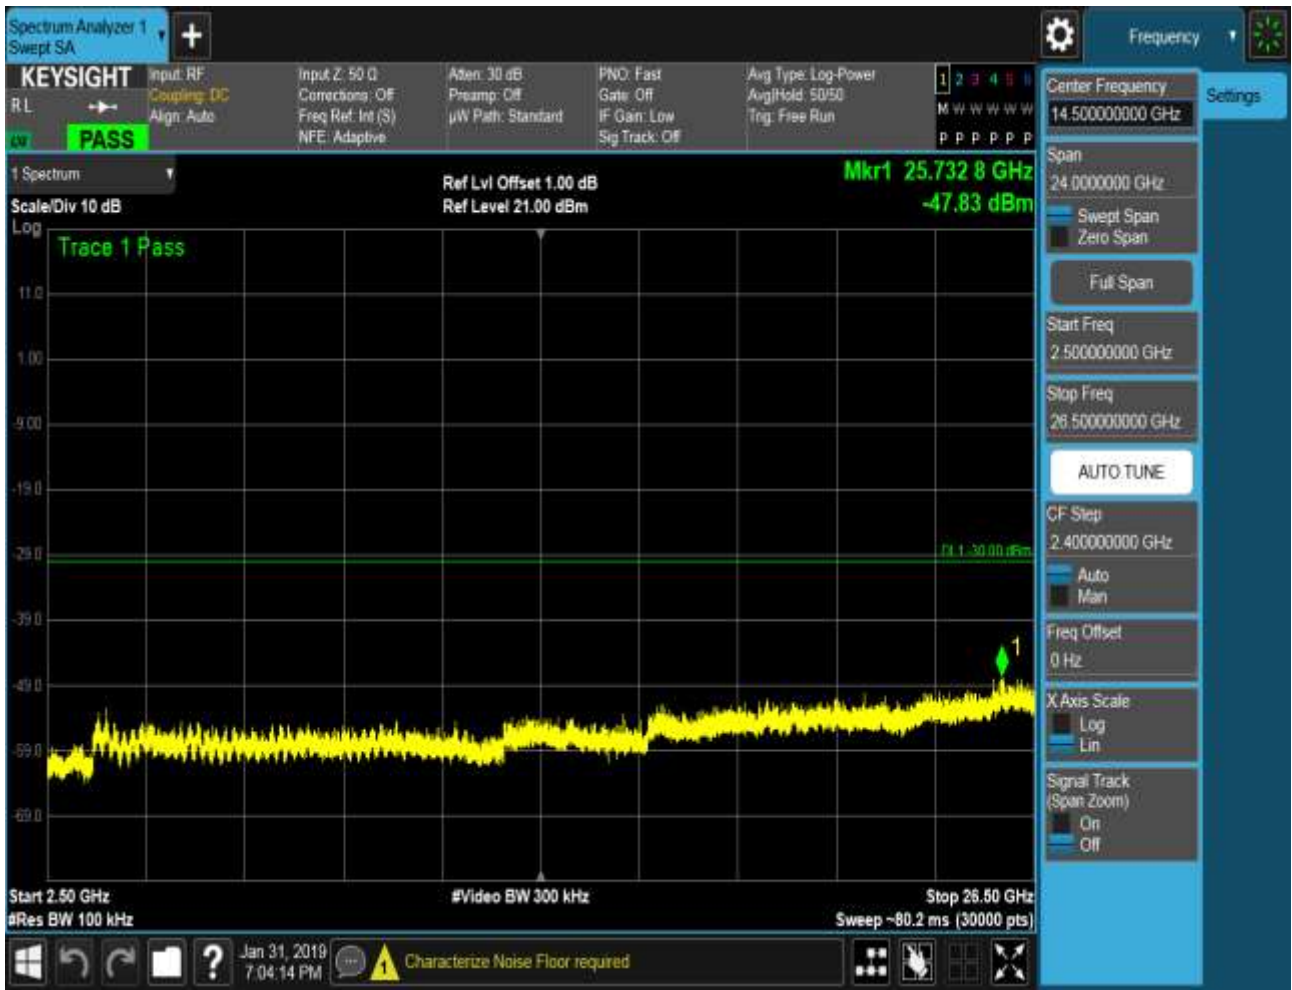 Spectrum Analyzer 1
Swept SA
Frequency
KEYSIGHT
R L
PASS
Input: RF
Coupling: DC
Align: Auto
Input Z: 50 Ω
Corrections: Off
Freq Ref: Int (S)
NFE: Adaptive
Atten: 30 dB
Preamp: Off
µW Path: Standard
PNO: Fast
Gate: Off
IF Gain: Low
Sig Track: Off
Avg Type: Log-Power
Avg|Hold: 50/50
Trig: Free Run
1 2 3 4 5 6
M W W W W W
P P P P P P
1 Spectrum
Scale/Div 10 dB
Ref Lvl Offset 1.00 dB
Ref Level 21.00 dBm
Mkr1 25.732 8 GHz
-47.83 dBm
Log
Trace 1 Pass
11.0
1.00
-9.00
-19.0
-29.0
DL1 -30.00 dBm
-39.0
1
-49.0
-59.0
-69.0
Start 2.50 GHz
#Video BW 300 kHz
Stop 26.50 GHz
#Res BW 100 kHz
Sweep ~80.2 ms (30000 pts)
Center Frequency
14.500000000 GHz
Settings
Span
24.0000000 GHz
Swept Span
Zero Span
Full Span
Start Freq
2.500000000 GHz
Stop Freq
26.500000000 GHz
AUTO TUNE
CF Step
2.400000000 GHz
Auto
Man
Freq Offset
0 Hz
X Axis Scale
Log
Lin
Signal Track
(Span Zoom)
On
Off
?
Jan 31, 2019
7:04:14 PM
1
Characterize Noise Floor required